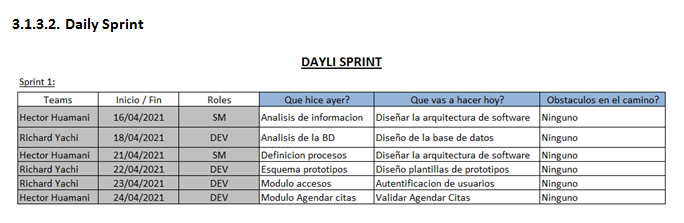 3.1.3.2. Daily Sprint
DAYLI SPRINT
Sprint 1:
Teams Inicio / Fin Roles Que hice ayer? Que vas a hacer hoy? Obstaculos en el camino?
Hector Huamani 16/04/2021 SM Analisis de informacion Diseñar la arquitectura de software Ninguno
Richard Yachi 18/04/2021 DEV Analisis de la BD Diseño de la base de datos Ninguno
Hector Huamani 21/04/2021 SM Definicion procesos Diseñar la arquitectura de software Ninguno
Richard Yachi 22/04/2021 DEV Esquema prototipos Diseño plantillas de prototipos Ninguno
Richard Yachi 23/04/2021 DEV Modulo accesos Autentificacion de usuarios Ninguno
Hector Huamani 24/04/2021 DEV Modulo Agendar citas Validar Agendar Citas Ninguno